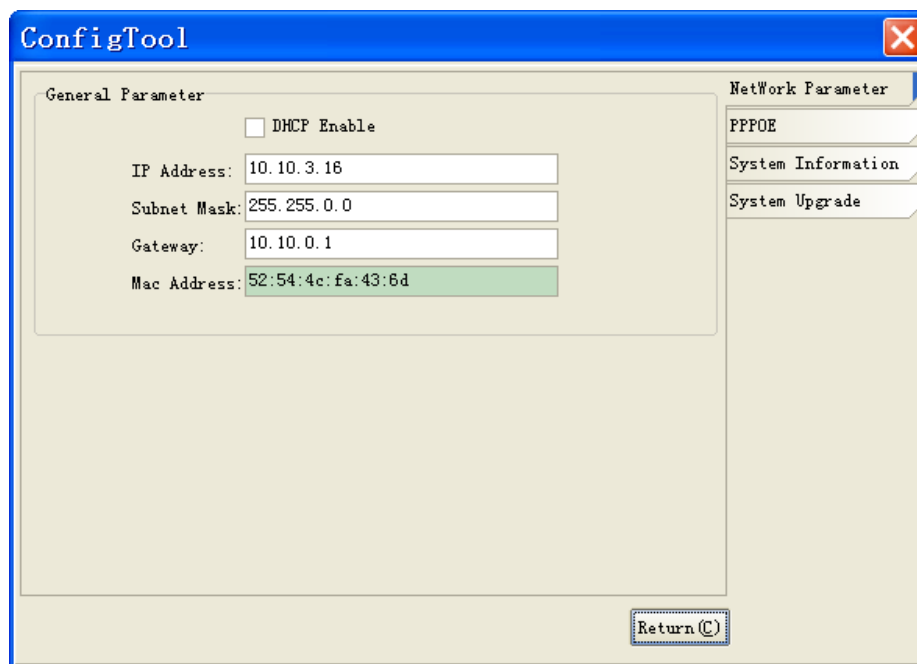 ConfigTool
General Parameter
DHCP Enable
IP Address: 10.10.3.16
Subnet Mask: 255.255.0.0
Gateway: 10.10.0.1
Mac Address: 52:54:4c:fa:43:6d
NetWork Parameter
PPPOE
System Information
System Upgrade
Return(C)